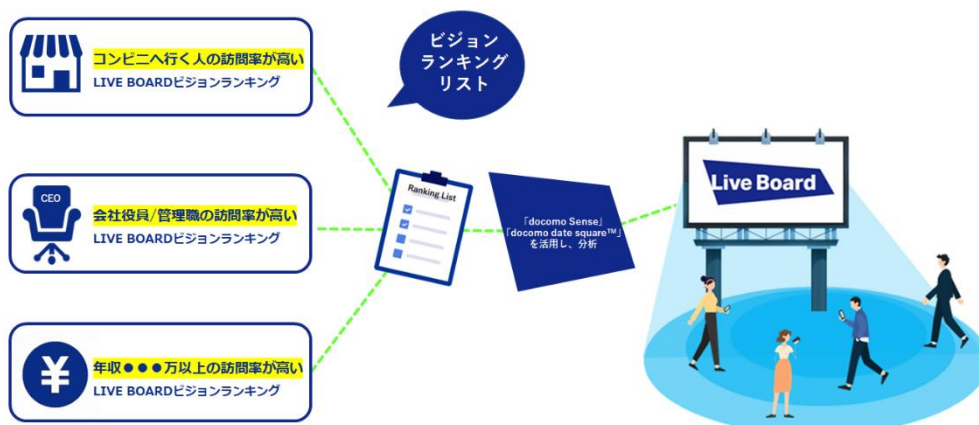 コンビニへ行く人の訪問率が高い
LIVE BOARDビジョンランキング
CEO
会社役員/管理職の訪問率が高い
LIVE BOARDビジョンランキング
¥
年収●●●万以上の訪問率が高い
LIVE BOARDビジョンランキング
ビジョン
ランキング
リスト
Ranking List
「docomo Sense」
「docomo date square™」
を活用し、分析
Live Board